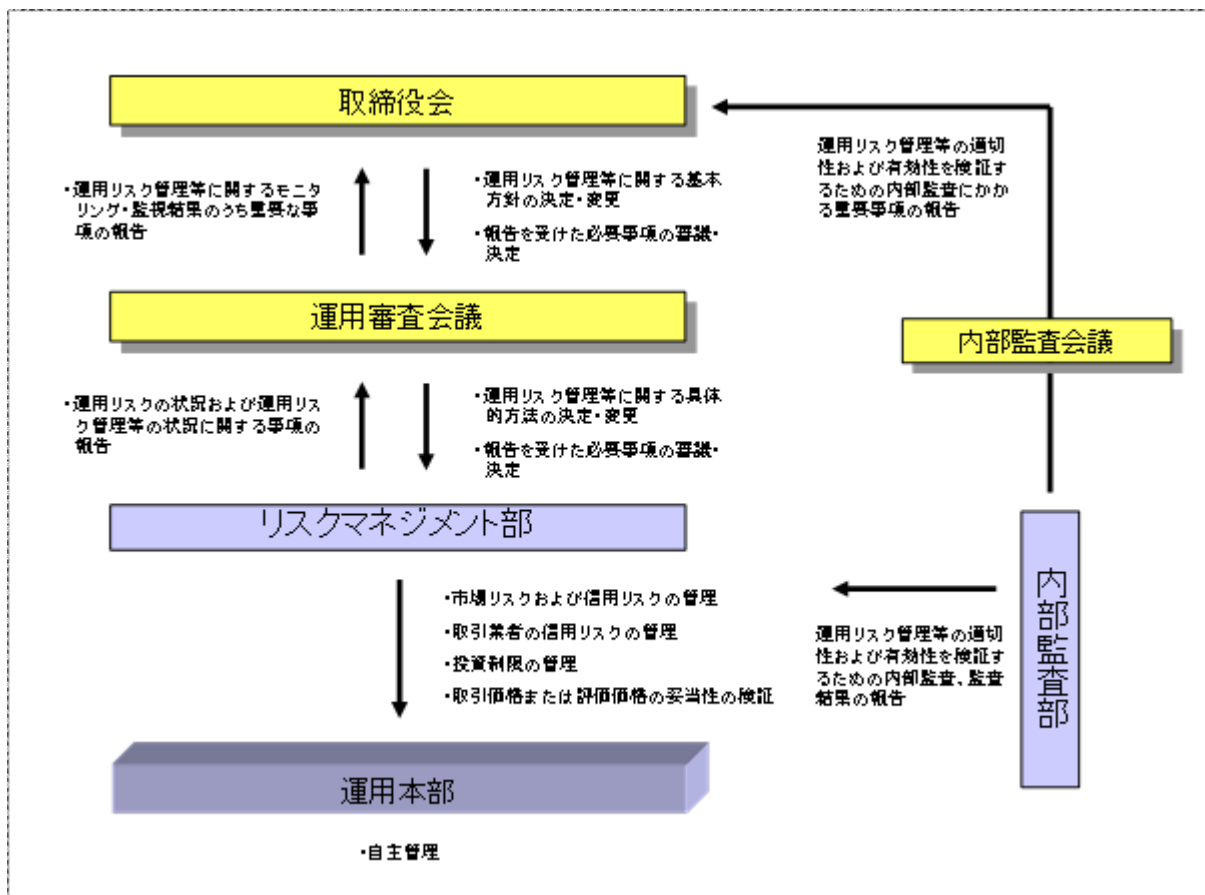 取締役会
・運用リスク管理等に関するモニ
タリング・監視結果のうち重要な事
項の報告
・運用リスク管理等に関する基本
方針の決定・変更
・報告を受けた必要事項の審議・
決定
運用リスク管理等の適切
性および有効性を検証す
るための内部監査にかか
る重要事項の報告
運用審査会議
内部監査会議
・運用リスクの状況および運用リス
ク管理等の状況に関する事項の
報告
・運用リスク管理等に関する具体
的方法の決定・変更
・報告を受けた必要事項の審議・
決定
リスクマネジメント部
・市場リスクおよび信用リスクの管理
・取引業者の信用リスクの管理
・投資制限の管理
・取引価格または評価価格の妥当性の検証
運用リスク管理等の適切
性および有効性を検証す
るための内部監査、監査
結果の報告
内部監査部
運用本部
・自主管理